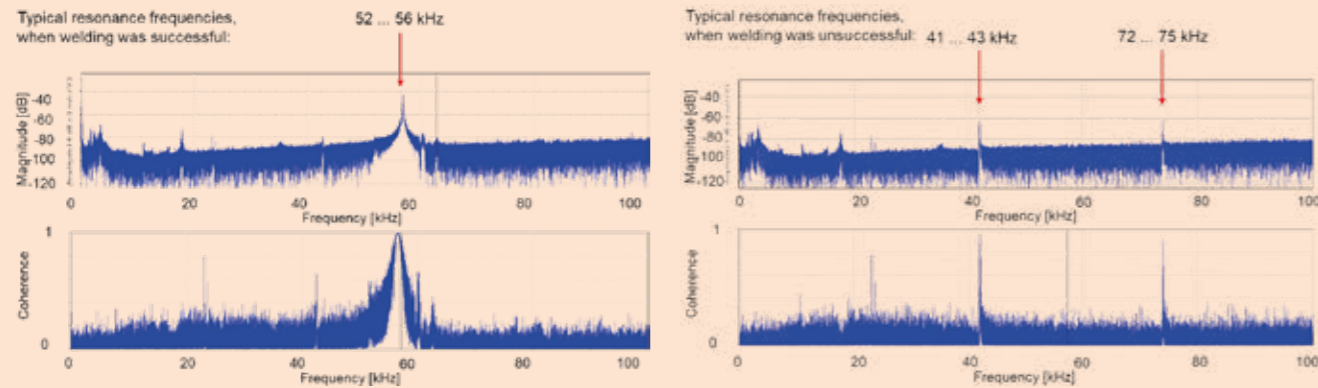 Typical resonance frequencies,
when welding was successful:
52 ... 56 kHz
Magnitude [dB]
-40
-60
-80
-100
-120
0
20
40
60
80
100
Frequency [kHz]
Coherence
1
0
0
20
40
60
80
100
Frequency [kHz]
Typical resonance frequencies,
when welding was unsuccessful:
41 ... 43 kHz
72 ... 75 kHz
Magnitude [dB]
-40
-60
-80
-100
-120
0
20
40
60
80
100
Frequency [kHz]
Coherence
1
0
0
20
40
60
80
100
Frequency [kHz]